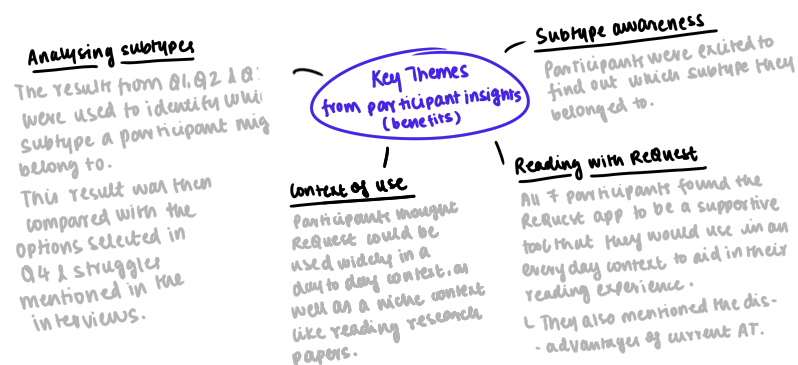 Analysing subtypes
The result from Q1, Q2 & Q
were used to identify whi
subtype a participant mig
belong to.
This result was then
compared with the
options selected in
Q4 & struggles
mentioned in the
interviews.
Key Themes
from participant insights
(benefits)
Subtype awareness
Participants were excited to
find out which subtype they
belonged to.
Context of use
Participants thought
ReQuest could be
used widely in a
day to day context, as
well as a niche context
like reading research
papers.
Reading with ReQuest
All 7 participants found the
ReQuest app to be a supportive
tool that they would use in an
everyday context to aid in their
reading experience.
↳ They also mentioned the dis-
- advantages of current AT.